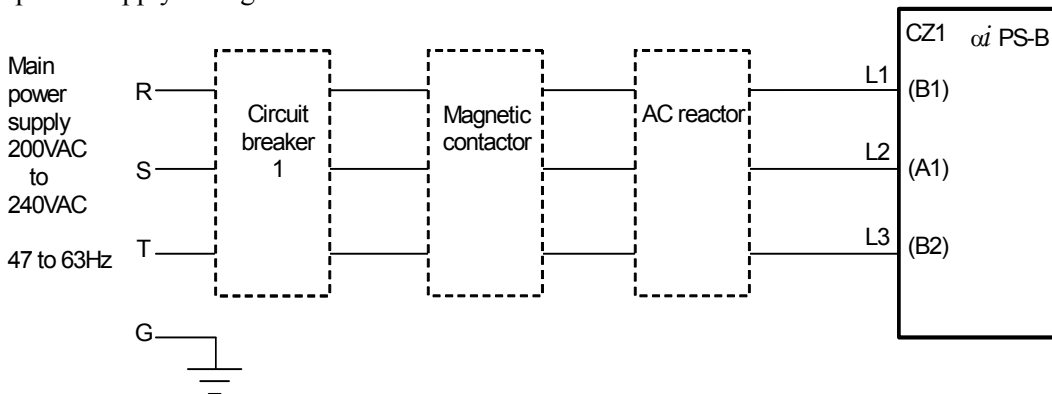 Main
power
supply
200VAC
to
240VAC
47 to 63Hz
R
S
T
G
Circuit
breaker
1
Magnetic
contactor
AC reactor
L1
L2
L3
CZ1 αi PS-B
(B1)
(A1)
(B2)